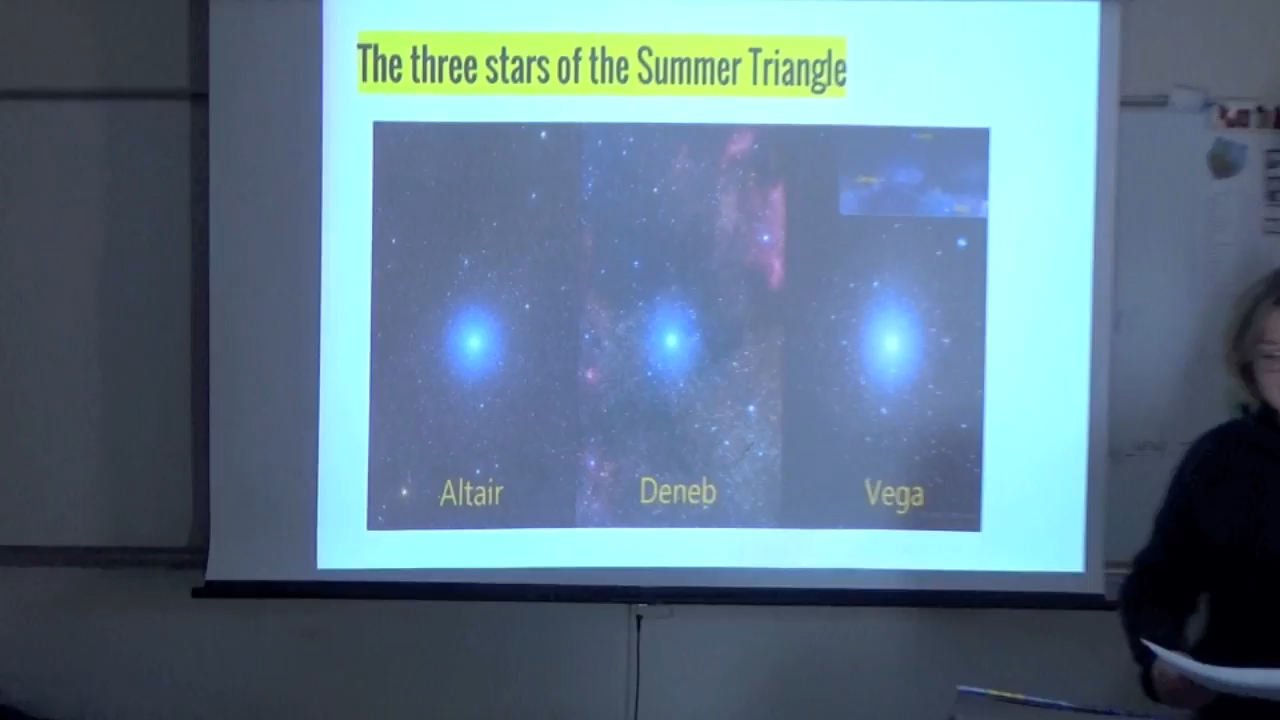 The three stars of the Summer Triangle
Altair
Deneb
Vega